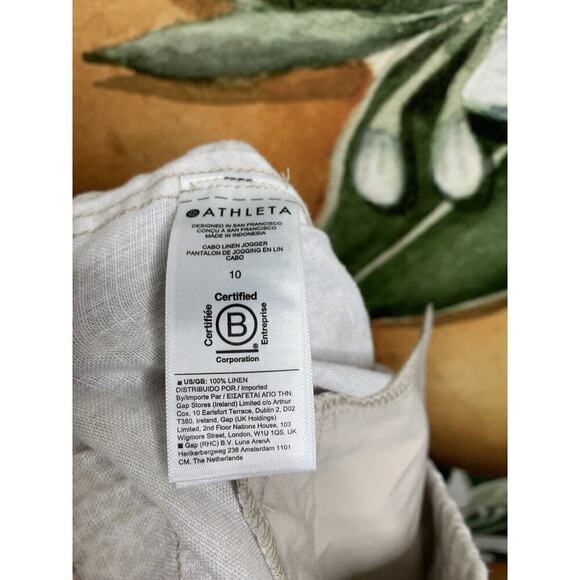 ATHLETA
DESIGNED IN SAN FRANCISCO
CONÇU À SAN FRANCISCO
MADE IN INDONESIA
CABO LINEN JOGGER
PANTALON DE JOGGING EN LIN
CABO
10
Certified
Certifiée
B
Entreprise
®
Corporation
■ US/GB: 100% LINEN
DISTRIBUIDO POR / Imported
By/Importe Par / ΕΙΣΑΓΕΤΑΙ ΑΠΟ ΤΗΝ:
Gap Stores (Ireland) Limited c/o Arthur
Cox, 10 Earlsfort Terrace, Dublin 2, D02
T380, Ireland, Gap (UK Holdings)
Limited, 2nd Floor Nations House, 103
Wigmore Street, London, W1U 1QS, UK
■ Gap (RHC) B.V. Luna ArenA
Herikerbergweg 238 Amsterdam 1101
CM, The Netherlands